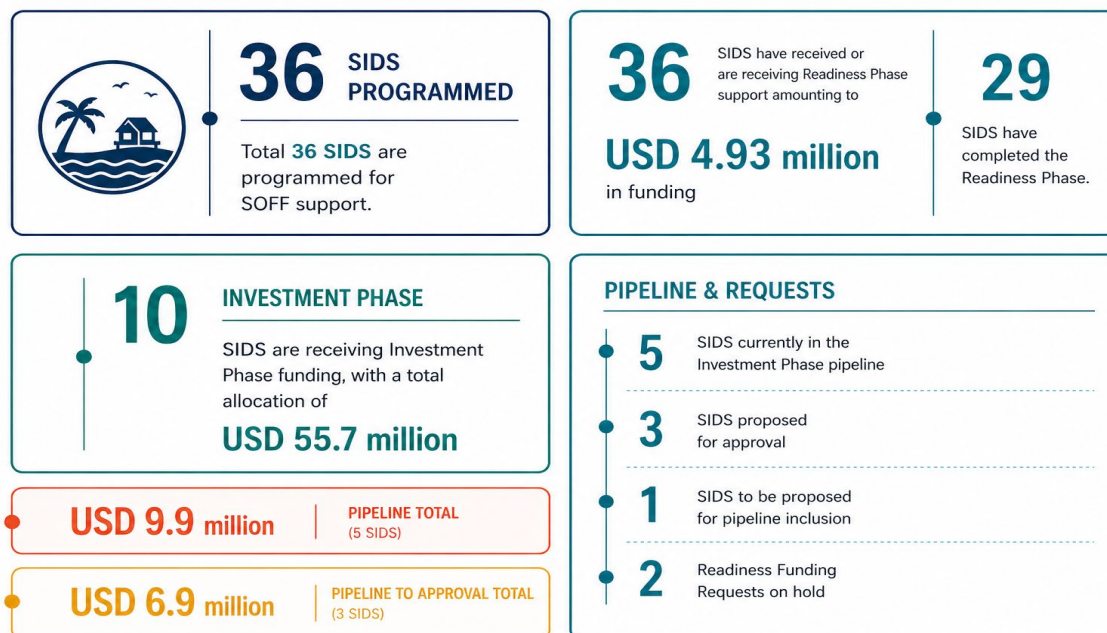 36
SIDS
PROGRAMMED
Total 36 SIDS are
programmed for
SOFF support.
36
SIDS have received or
are receiving Readiness Phase
support amounting to
USD 4.93 million
in funding
29
SIDS have
completed the
Readiness Phase.
10
INVESTMENT PHASE
SIDS are receiving Investment
Phase funding, with a total
allocation of
USD 55.7 million
USD 9.9 million
PIPELINE TOTAL
(5 SIDS)
USD 6.9 million
PIPELINE TO APPROVAL TOTAL
(3 SIDS)
PIPELINE & REQUESTS
5
SIDS currently in the
Investment Phase pipeline
3
SIDS proposed
for approval
1
SIDS to be proposed
for pipeline inclusion
2
Readiness Funding
Requests on hold